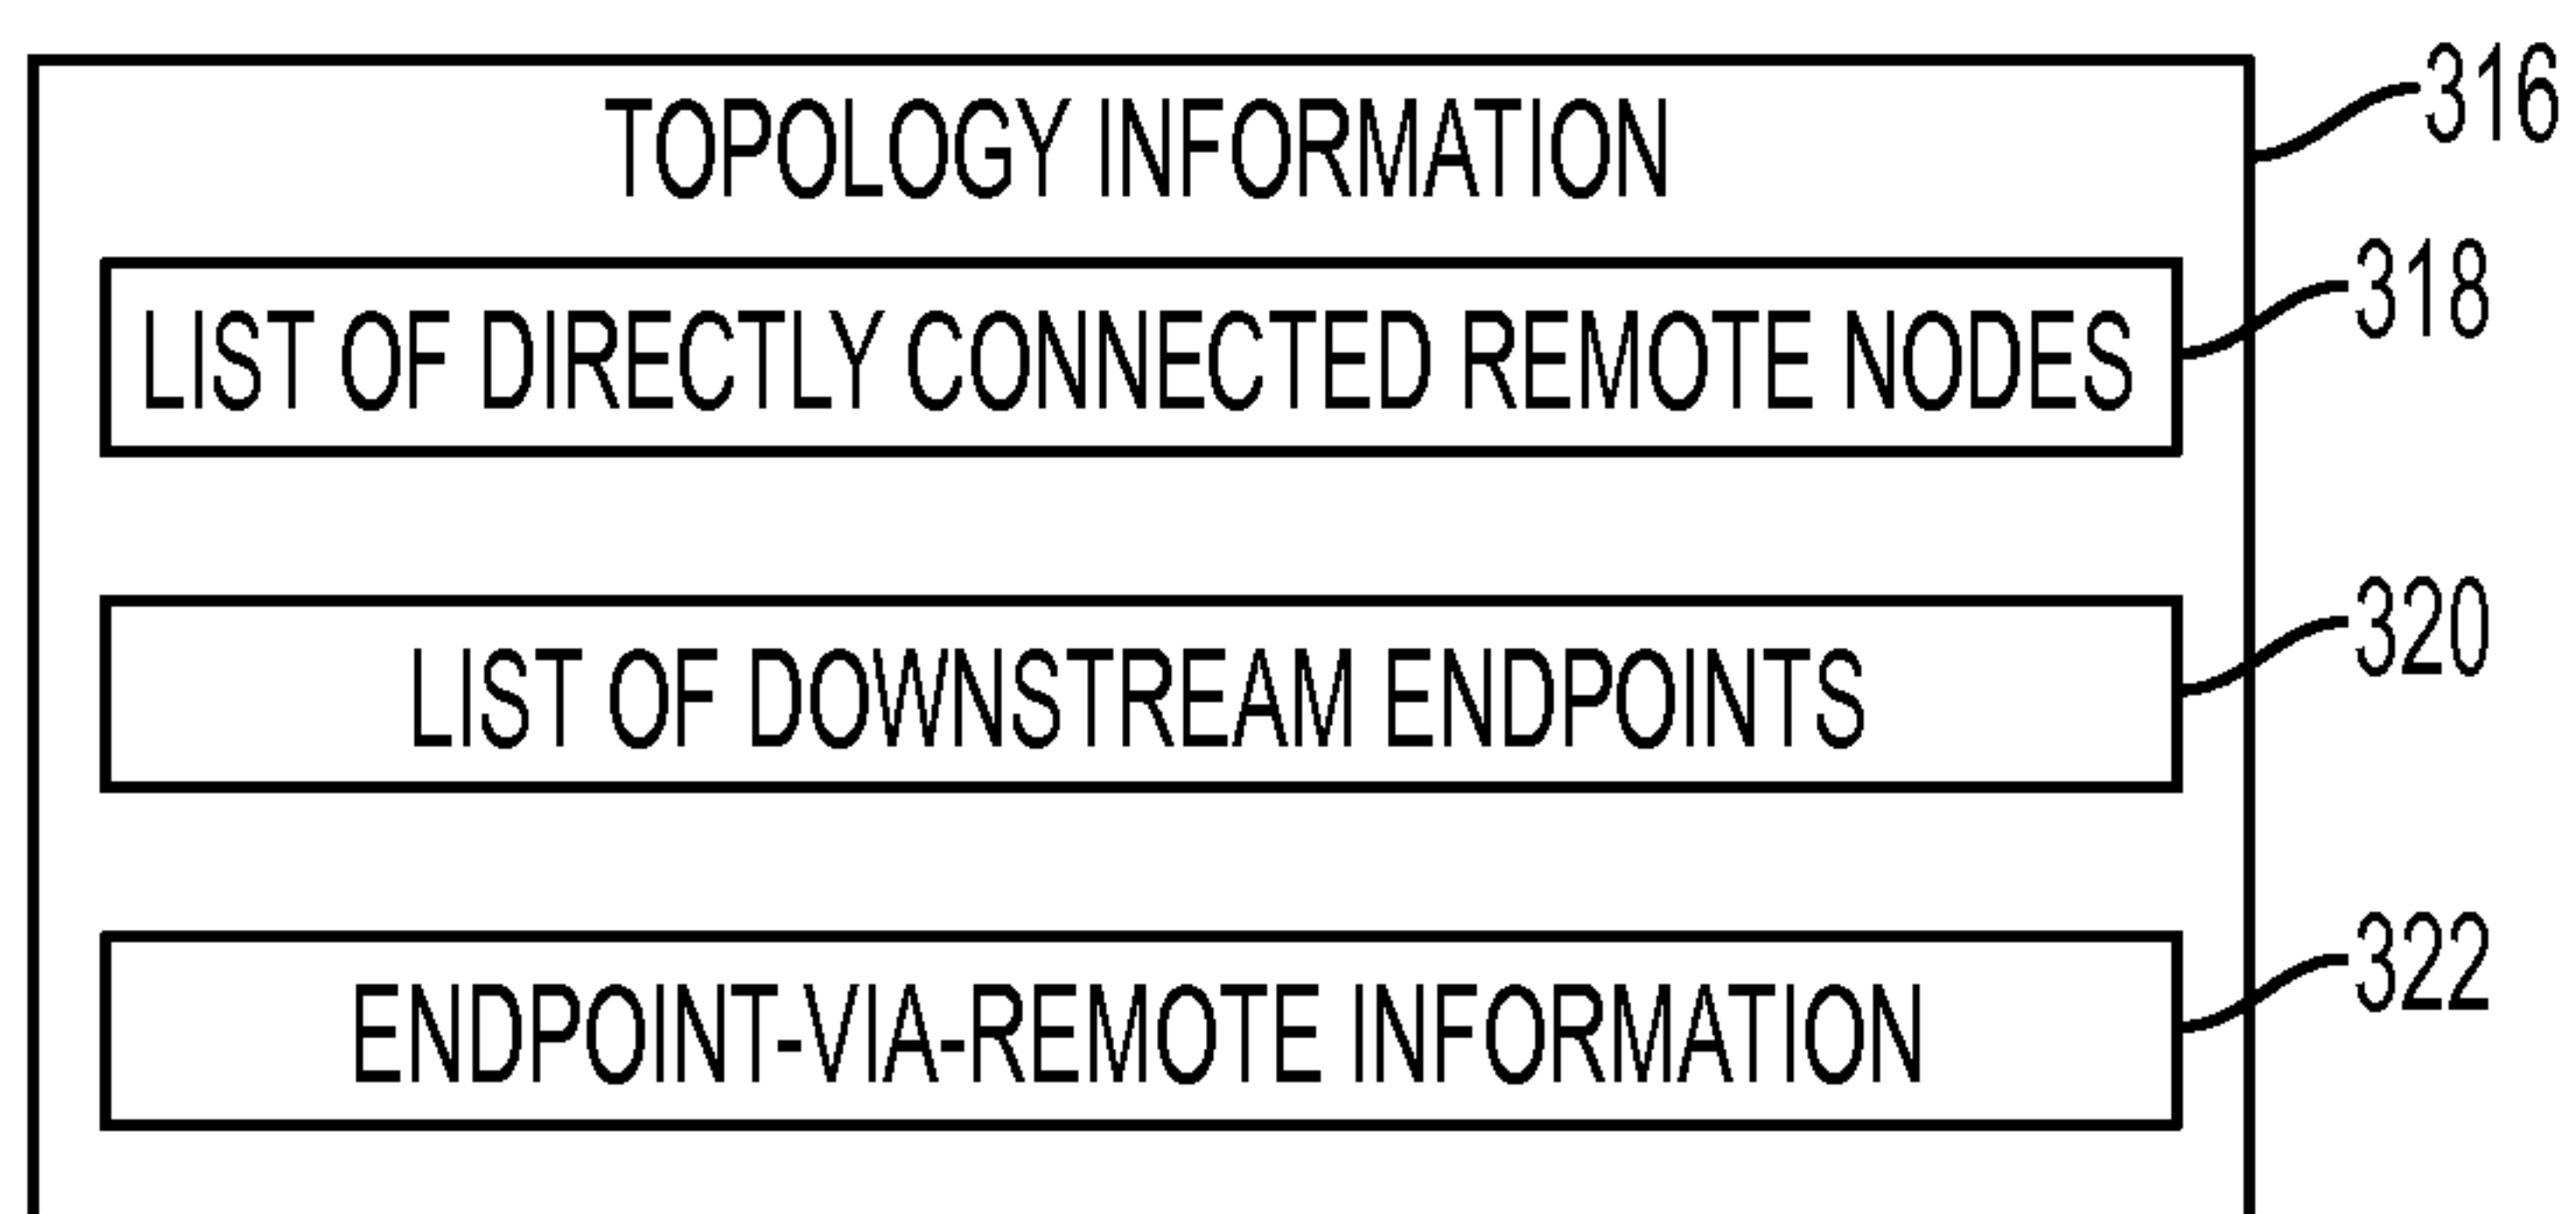 TOPOLOGY INFORMATION
316
LIST OF DIRECTLY CONNECTED REMOTE NODES
318
LIST OF DOWNSTREAM ENDPOINTS
320
ENDPOINT-VIA-REMOTE INFORMATION
322